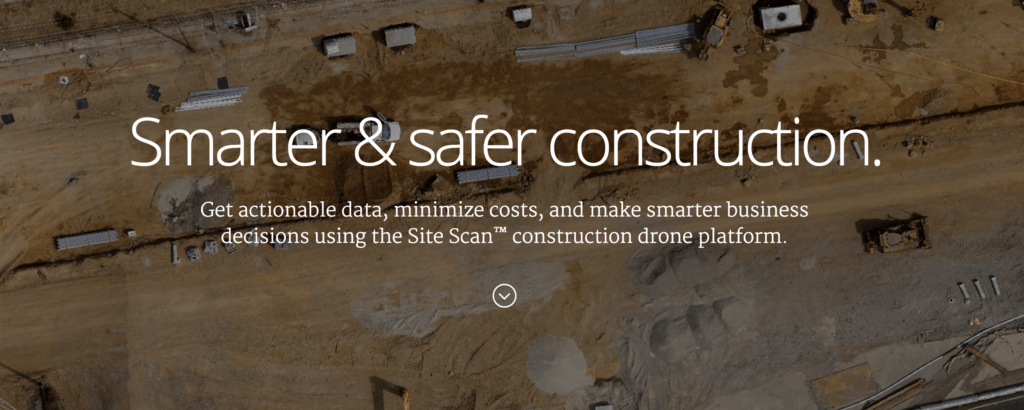 Smarter & safer construction.
Get actionable data, minimize costs, and make smarter business
decisions using the Site Scan™ construction drone platform.